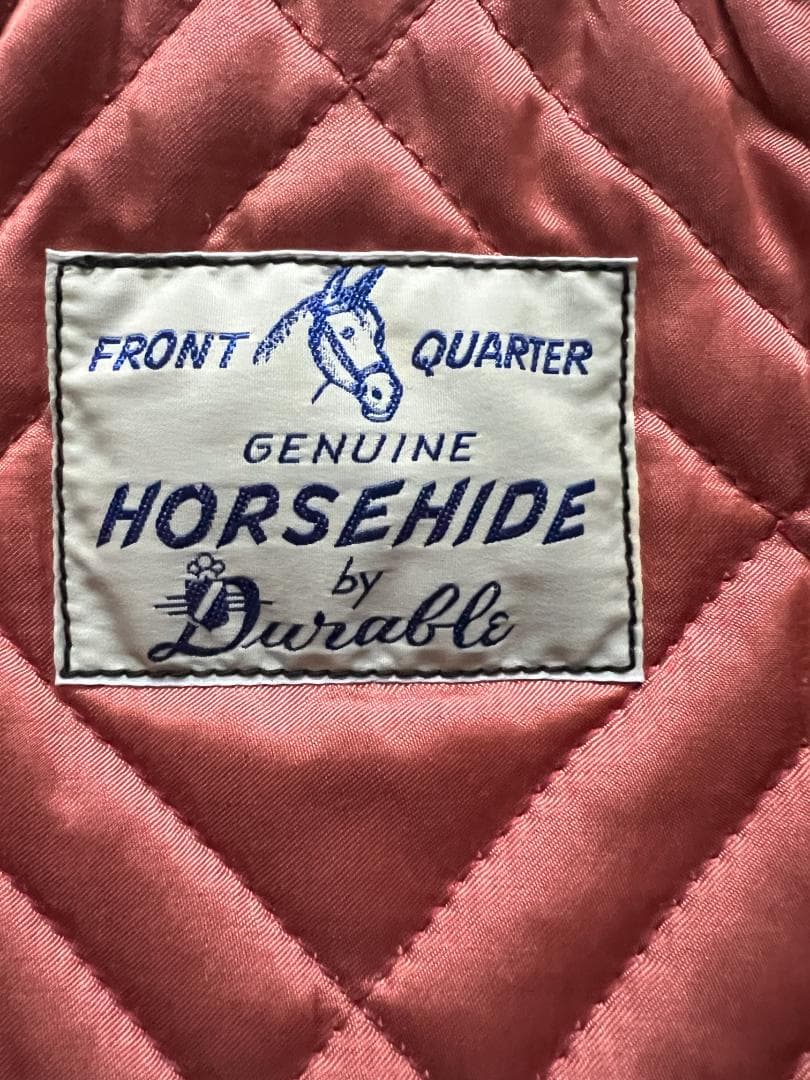 FRONT QUARTER
GENUINE
HORSEHIDE
by
Durable